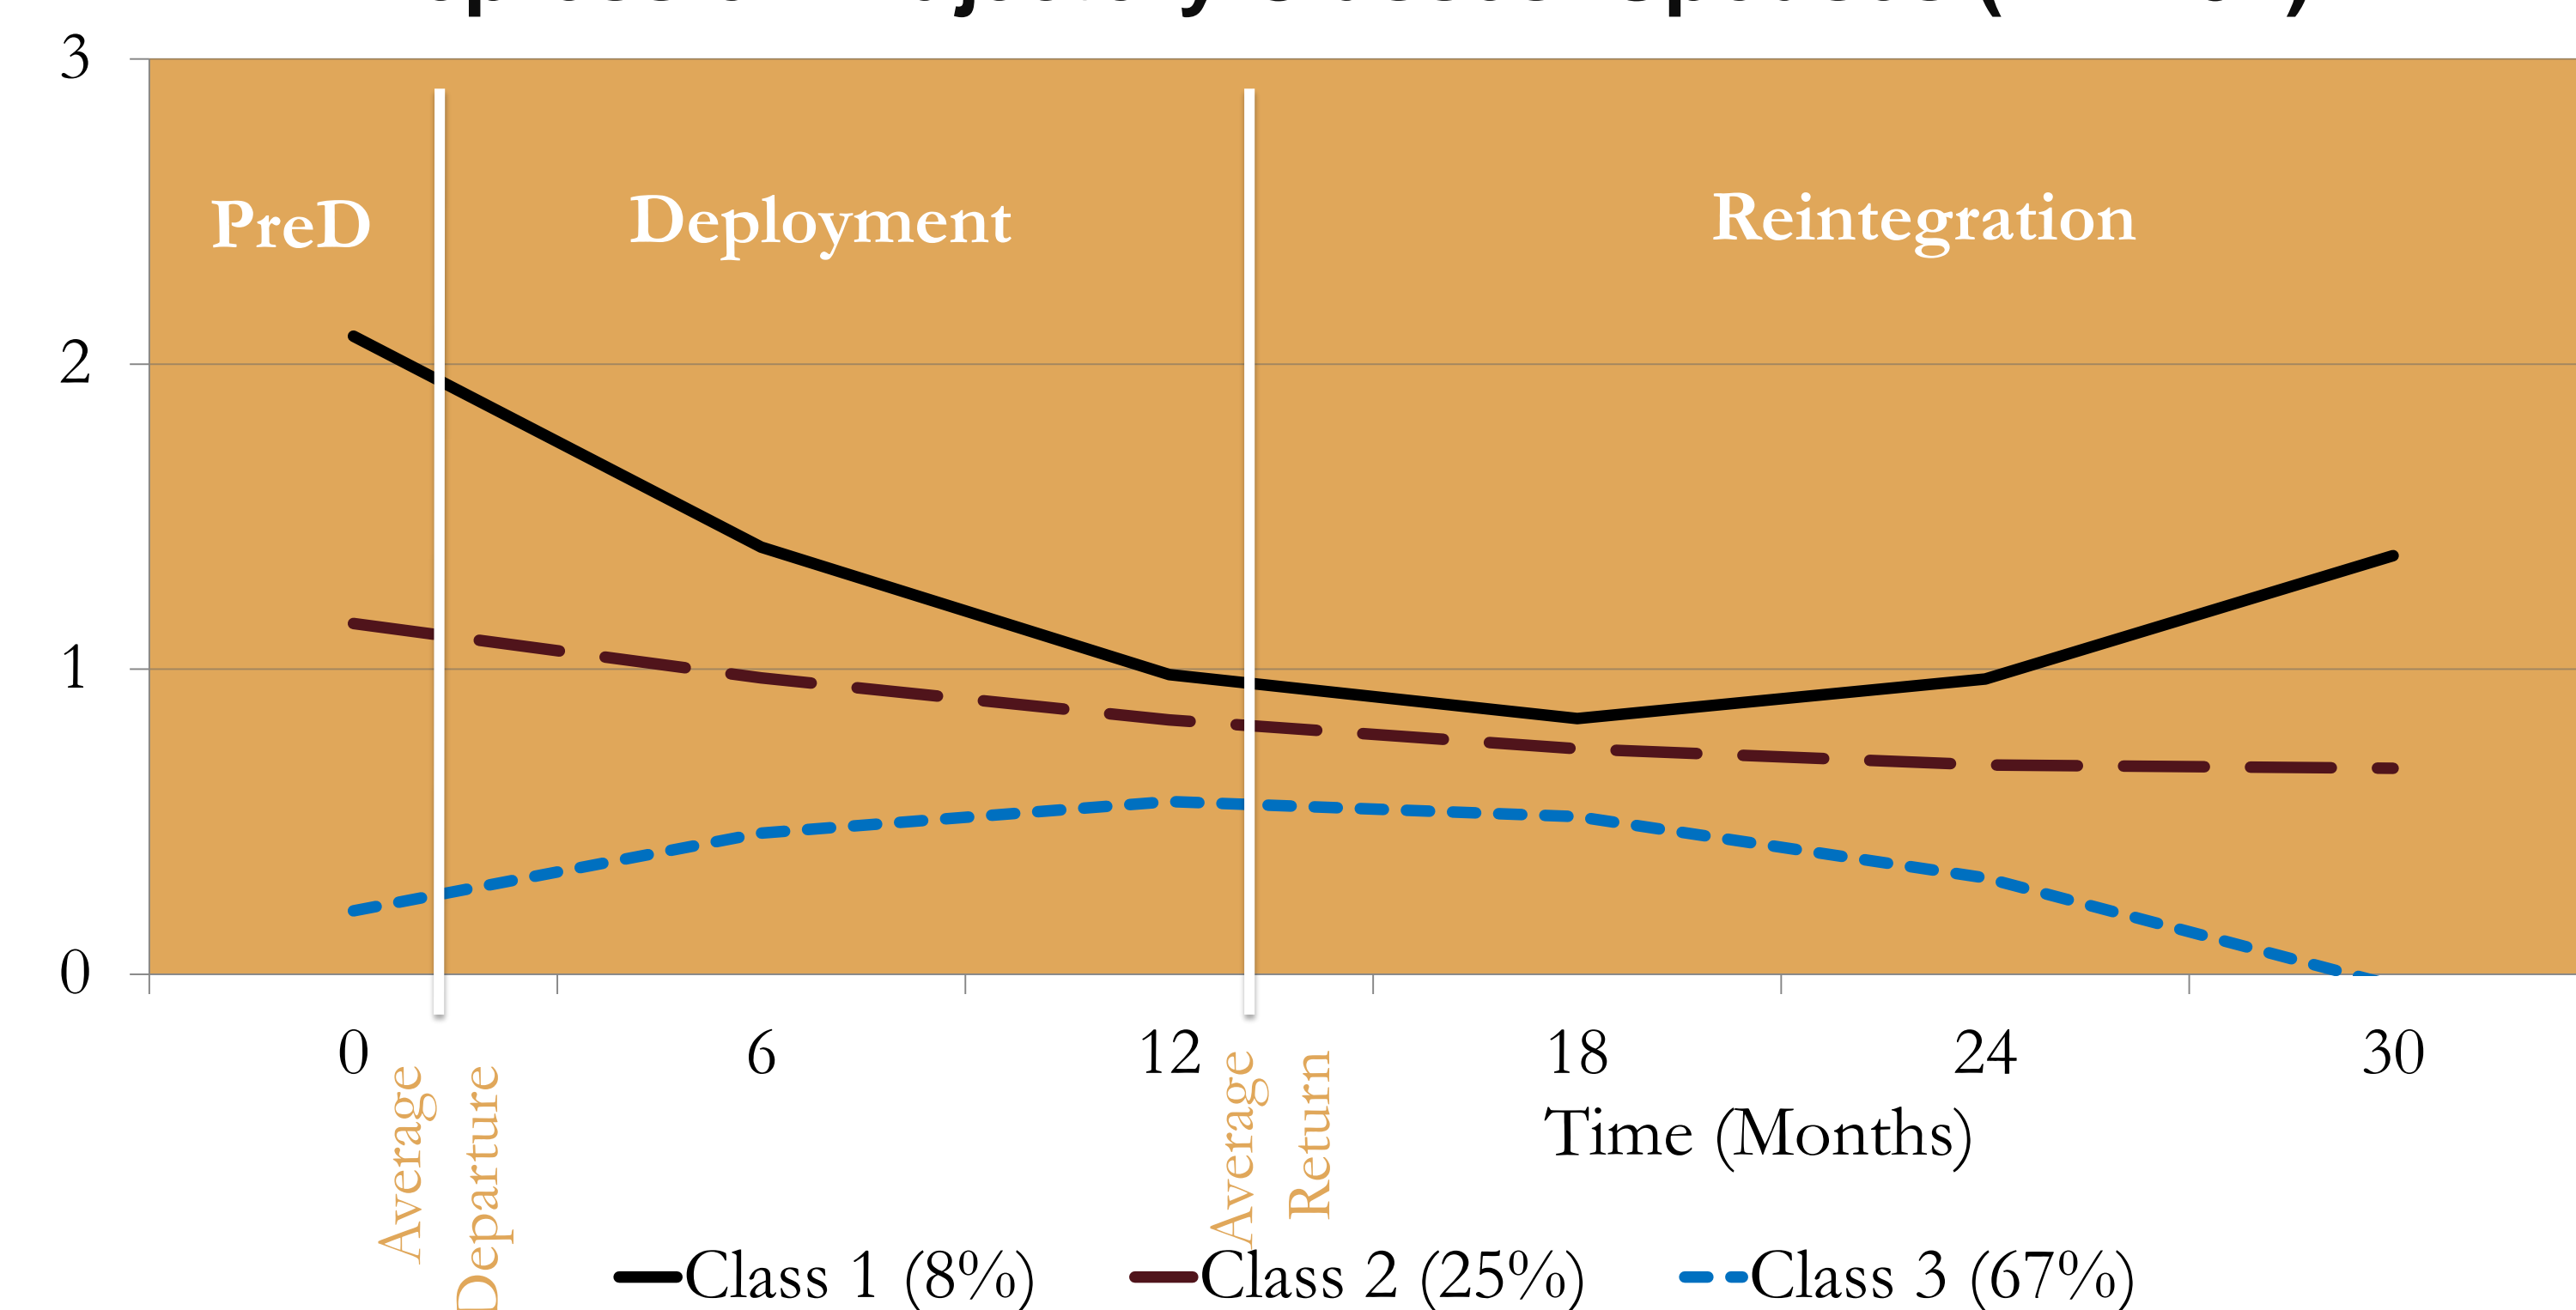 3
PreD
Deployment
Reintegration
2
1
0
0
6
12
18
24
30
Average
Departure
Average
Return
Time (Months)
Class 1 (8%)
Class 2 (25%)
Class 3 (67%)